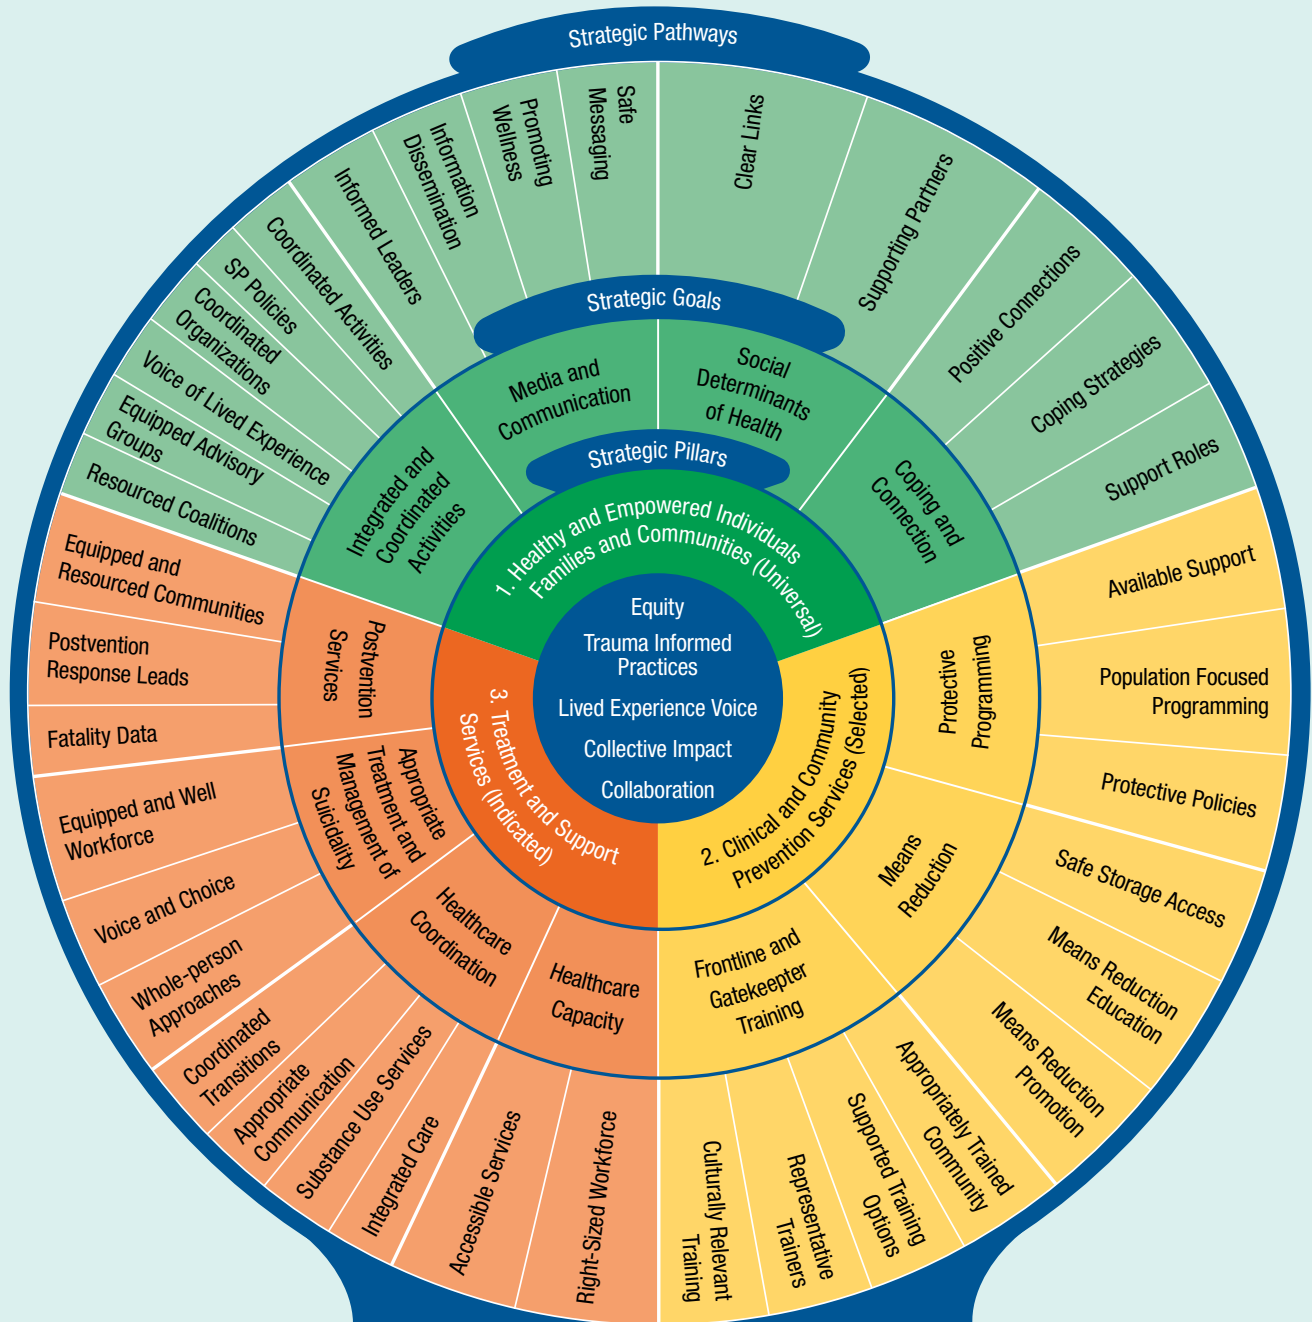 Strategic Pathways
Resourced Coalitions
Equipped Advisory
Groups
Voice of Lived Experience
Coordinated
Organizations
SP Policies
Coordinated Activities
Informed Leaders
Information
Dissemination
Promoting
Wellness
Safe
Messaging
Clear Links
Supporting Partners
Positive Connections
Coping Strategies
Support Roles
Available Support
Population Focused
Programming
Protective Policies
Safe Storage Access
Means Reduction
Education
Means Reduction
Promotion
Appropriately Trained
Community
Supported Training
Options
Representative
Trainers
Culturally Relevant
Training
Right-Sized Workforce
Accessible Services
Integrated Care
Substance Use Services
Appropriate
Communication
Coordinated
Transitions
Whole-person
Approaches
Voice and Choice
Equipped and Well
Workforce
Fatality Data
Postvention
Response Leads
Equipped and
Resourced Communities
Strategic Goals
Integrated and
Coordinated
Activities
Media and
Communication
Social
Determinants
of Health
Coping and
Connection
Protective
Programming
Means
Reduction
Frontline and
Gatekeepter
Training
Healthcare
Capacity
Healthcare
Coordination
Appropriate
Treatment and
Management of
Suicidality
Postvention
Services
Strategic Pillars
1. Healthy and Empowered Individuals
Families and Communities (Universal)
2. Clinical and Community
Prevention Services (Selected)
3. Treatment and Support
Services (Indicated)
Equity
Trauma Informed
Practices
Lived Experience Voice
Collective Impact
Collaboration